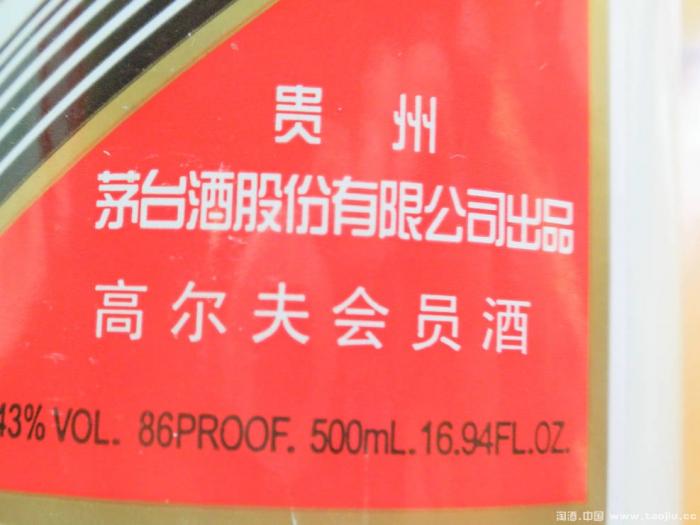 贵州
茅台酒股份有限公司出品
高尔夫会员酒
43% VOL. 86PROOF. 500mL.16.94FL.OZ.
淘酒.中国 www.taojiu.cc